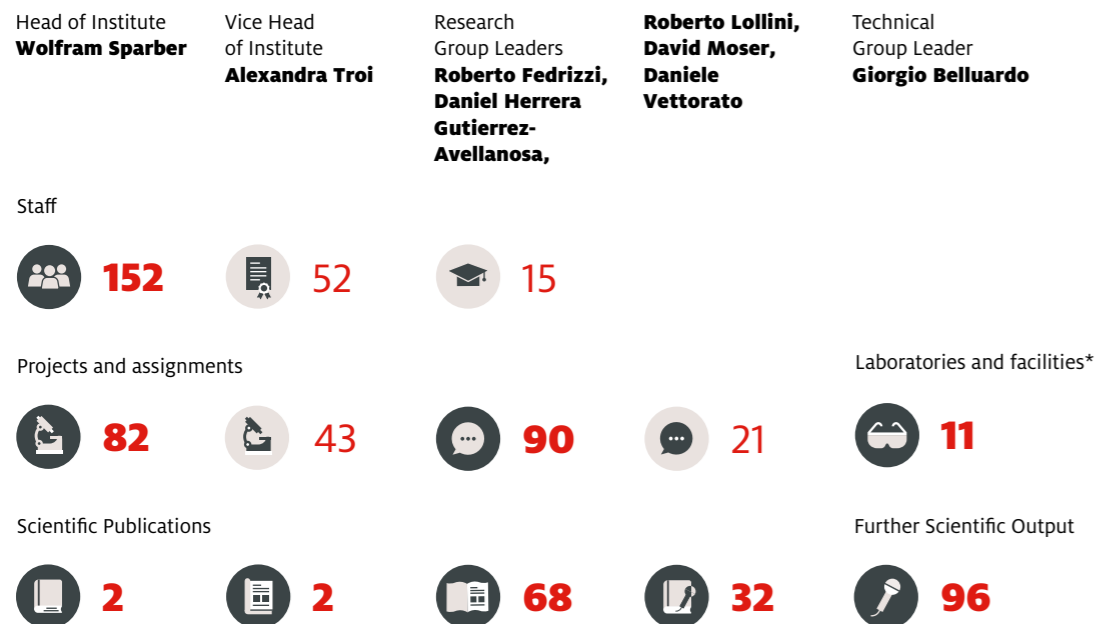 Head of Institute
Wolfram Sparber
Vice Head
of Institute
Alexandra Troi
Research
Group Leaders
Roberto Fedrizzi,
Daniel Herrera
Gutierrez-
Avellanosa,
Roberto Lollini,
David Moser,
Daniele
Vettorato
Technical
Group Leader
Giorgio Belluardo
Staff
152
52
15
Projects and assignments
82
43
90
21
Laboratories and facilities*
11
Scientific Publications
2
2
68
32
Further Scientific Output
96